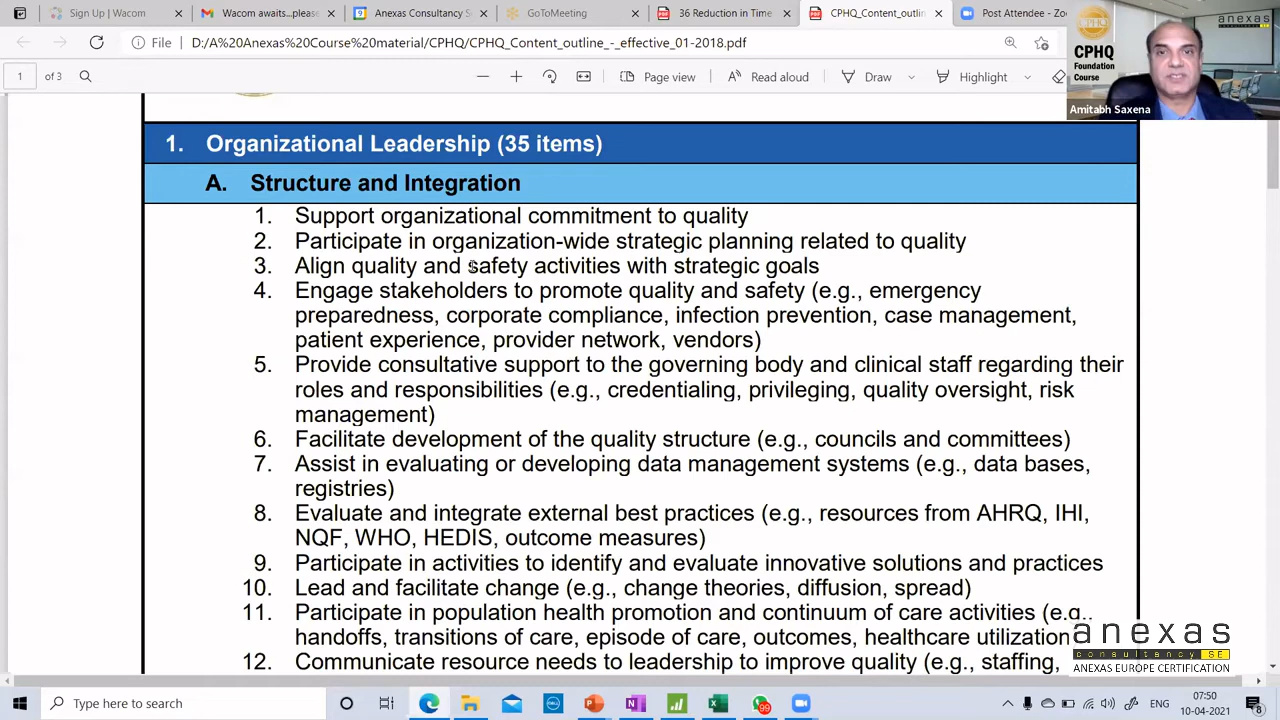 Sign Up | Wacom
Gmail - Wacom awaits...please
Anexas Consultancy S
GoToMeeting
36 Reduction in Time
CPHQ_Content_outlin
Post Attendee - Zoo
File
D:/A%20Anexas%20Course%20material/CPHQ/CPHQ_Content_outline_-_effective_01-2018.pdf
1 of 3
Page view
Read aloud
Draw
Highlight
anexas
CPHQ
Foundation
Course
Amitabh Saxena
1. Organizational Leadership (35 items)
A. Structure and Integration
1. Support organizational commitment to quality
2. Participate in organization-wide strategic planning related to quality
3. Align quality and safety activities with strategic goals
4. Engage stakeholders to promote quality and safety (e.g., emergency
preparedness, corporate compliance, infection prevention, case management,
patient experience, provider network, vendors)
5. Provide consultative support to the governing body and clinical staff regarding their
roles and responsibilities (e.g., credentialing, privileging, quality oversight, risk
management)
6. Facilitate development of the quality structure (e.g., councils and committees)
7. Assist in evaluating or developing data management systems (e.g., data bases,
registries)
8. Evaluate and integrate external best practices (e.g., resources from AHRQ, IHI,
NQF, WHO, HEDIS, outcome measures)
9. Participate in activities to identify and evaluate innovative solutions and practices
10. Lead and facilitate change (e.g., change theories, diffusion, spread)
11. Participate in population health promotion and continuum of care activities (e.g.,
handoffs, transitions of care, episode of care, outcomes, healthcare utilization
12. Communicate resource needs to leadership to improve quality (e.g., staffing,
anexas
consultancy SE
ANEXAS EUROPE CERTIFICATION
Type here to search
99
ENG
07:50
10-04-2021
8